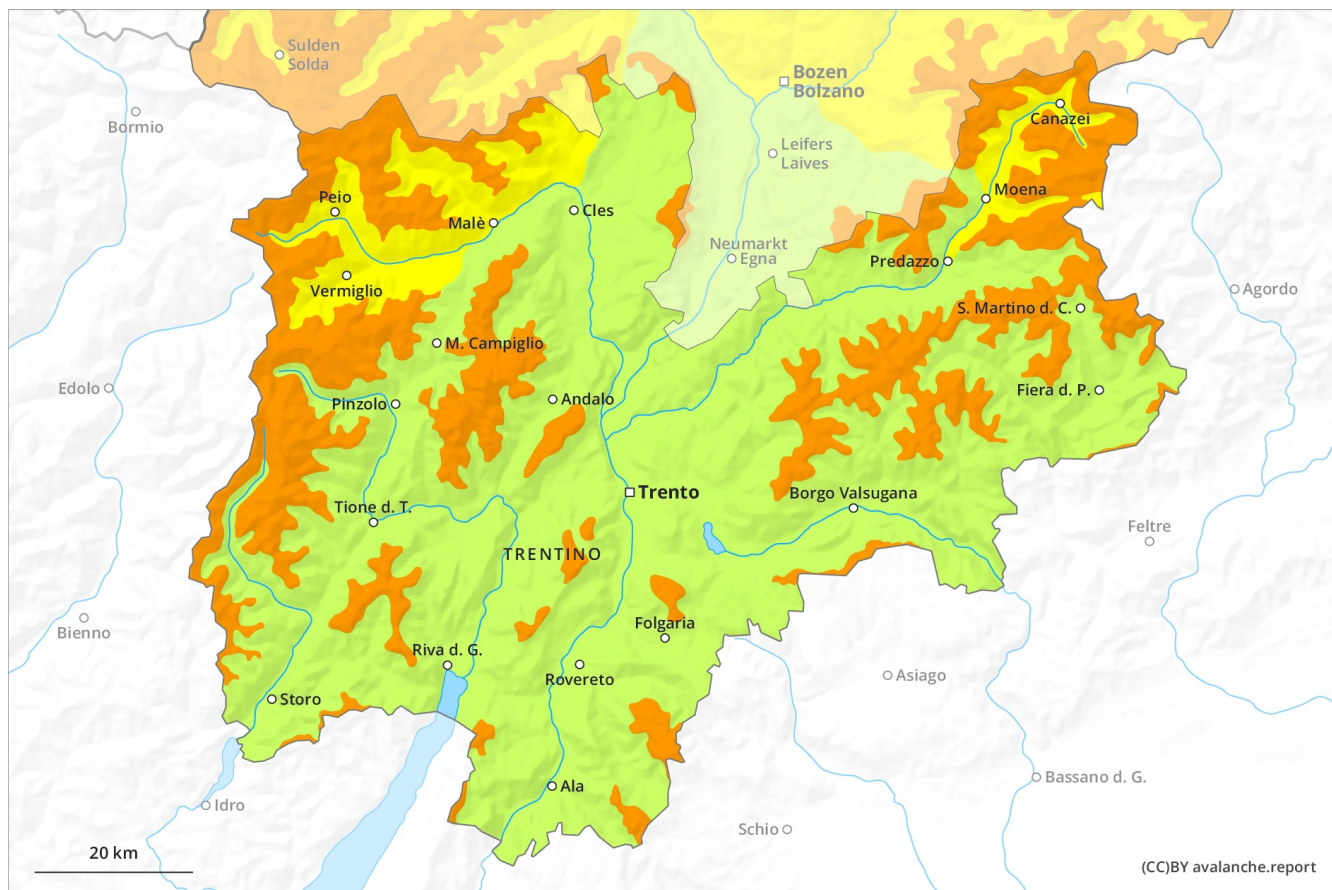 Sulden
Solda
Bozen
Bolzano
Bormio
Canazei
Leifers
Laives
Peio
Moena
Malè
Cles
Neumarkt
Egna
Predazzo
Vermiglio
Agordo
S. Martino d. C.
M. Campiglio
Edolo
Andalo
Fiera d. P.
Pinzolo
Trento
Borgo Valsugana
Tione d. T.
Feltre
TRENTINO
Bienno
Folgaria
Riva d. G.
Asiago
Rovereto
Storo
Bassano d. G.
Ala
Idro
Schio
20 km
(CC)BY avalanche.report